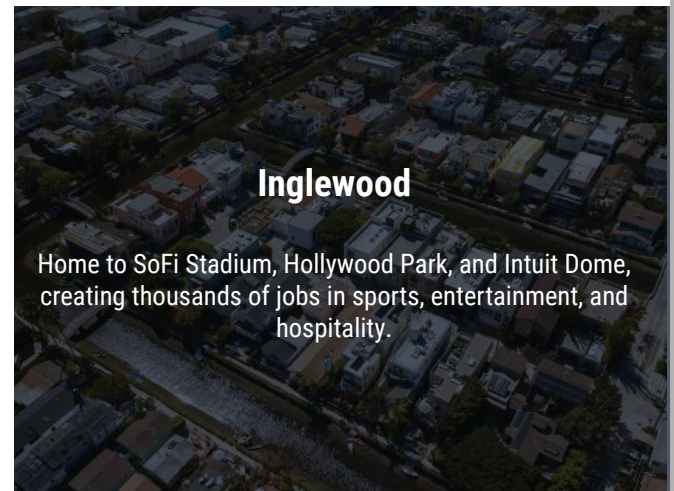 Inglewood
Home to SoFi Stadium, Hollywood Park, and Intuit Dome,
creating thousands of jobs in sports, entertainment, and
hospitality.